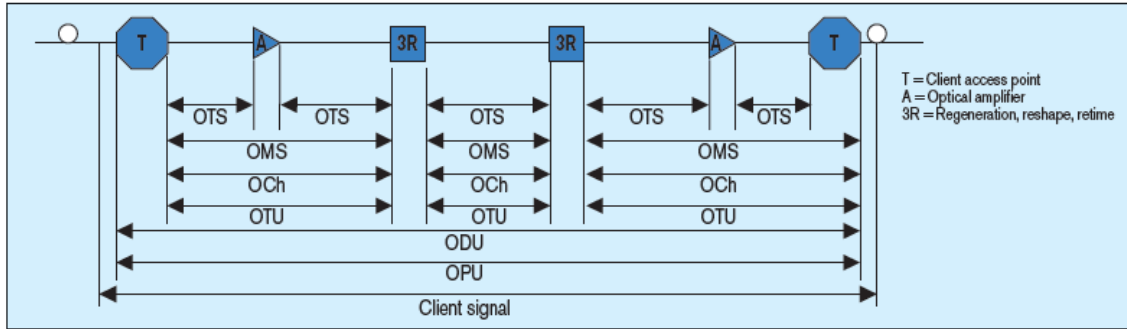 T A 3R 3R A T
T = Client access point
A = Optical amplifier
3R = Regeneration, reshape, retime
OTS OTS OTS OTS OTS
OMS OMS OMS
OCh OCh OCh
OTU OTU OTU
ODU
OPU
Client signal